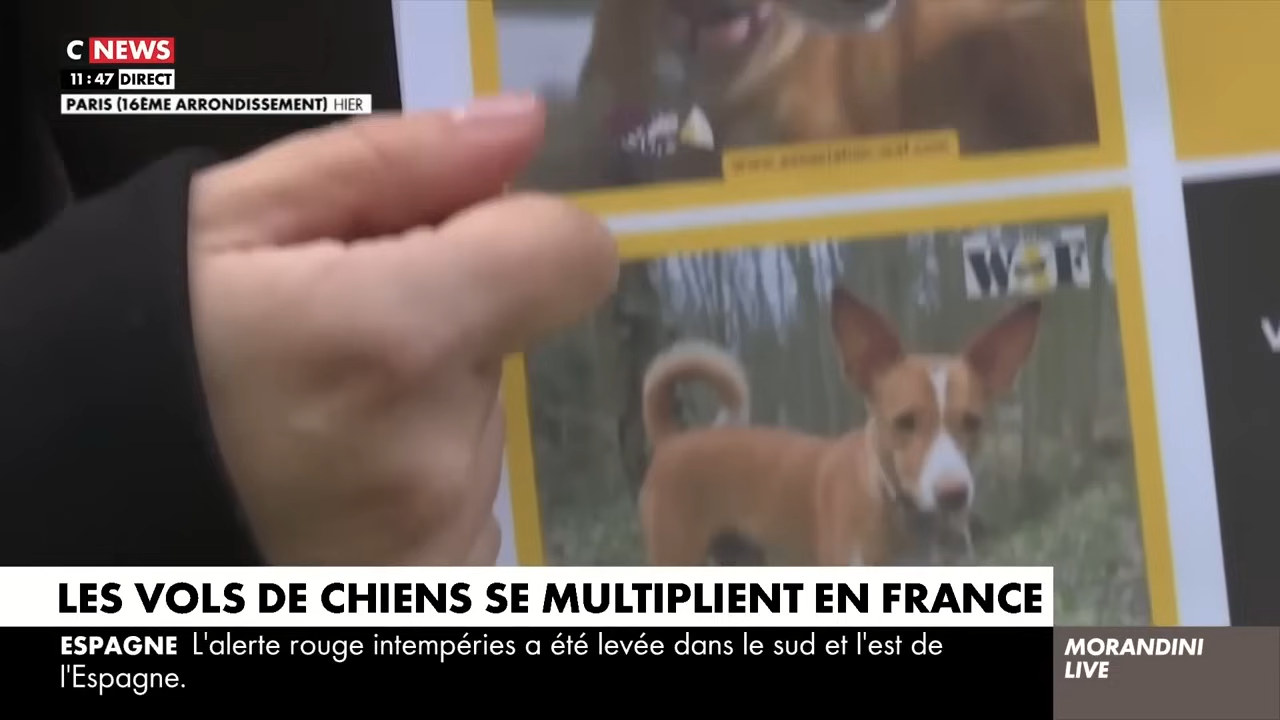 C NEWS
11:47 DIRECT
PARIS (16ÈME ARRONDISSEMENT) HIER
LES VOLS DE CHIENS SE MULTIPLIENT EN FRANCE
ESPAGNE L'alerte rouge intempéries a été levée dans le sud et l'est de
l'Espagne.
MORANDINI
LIVE